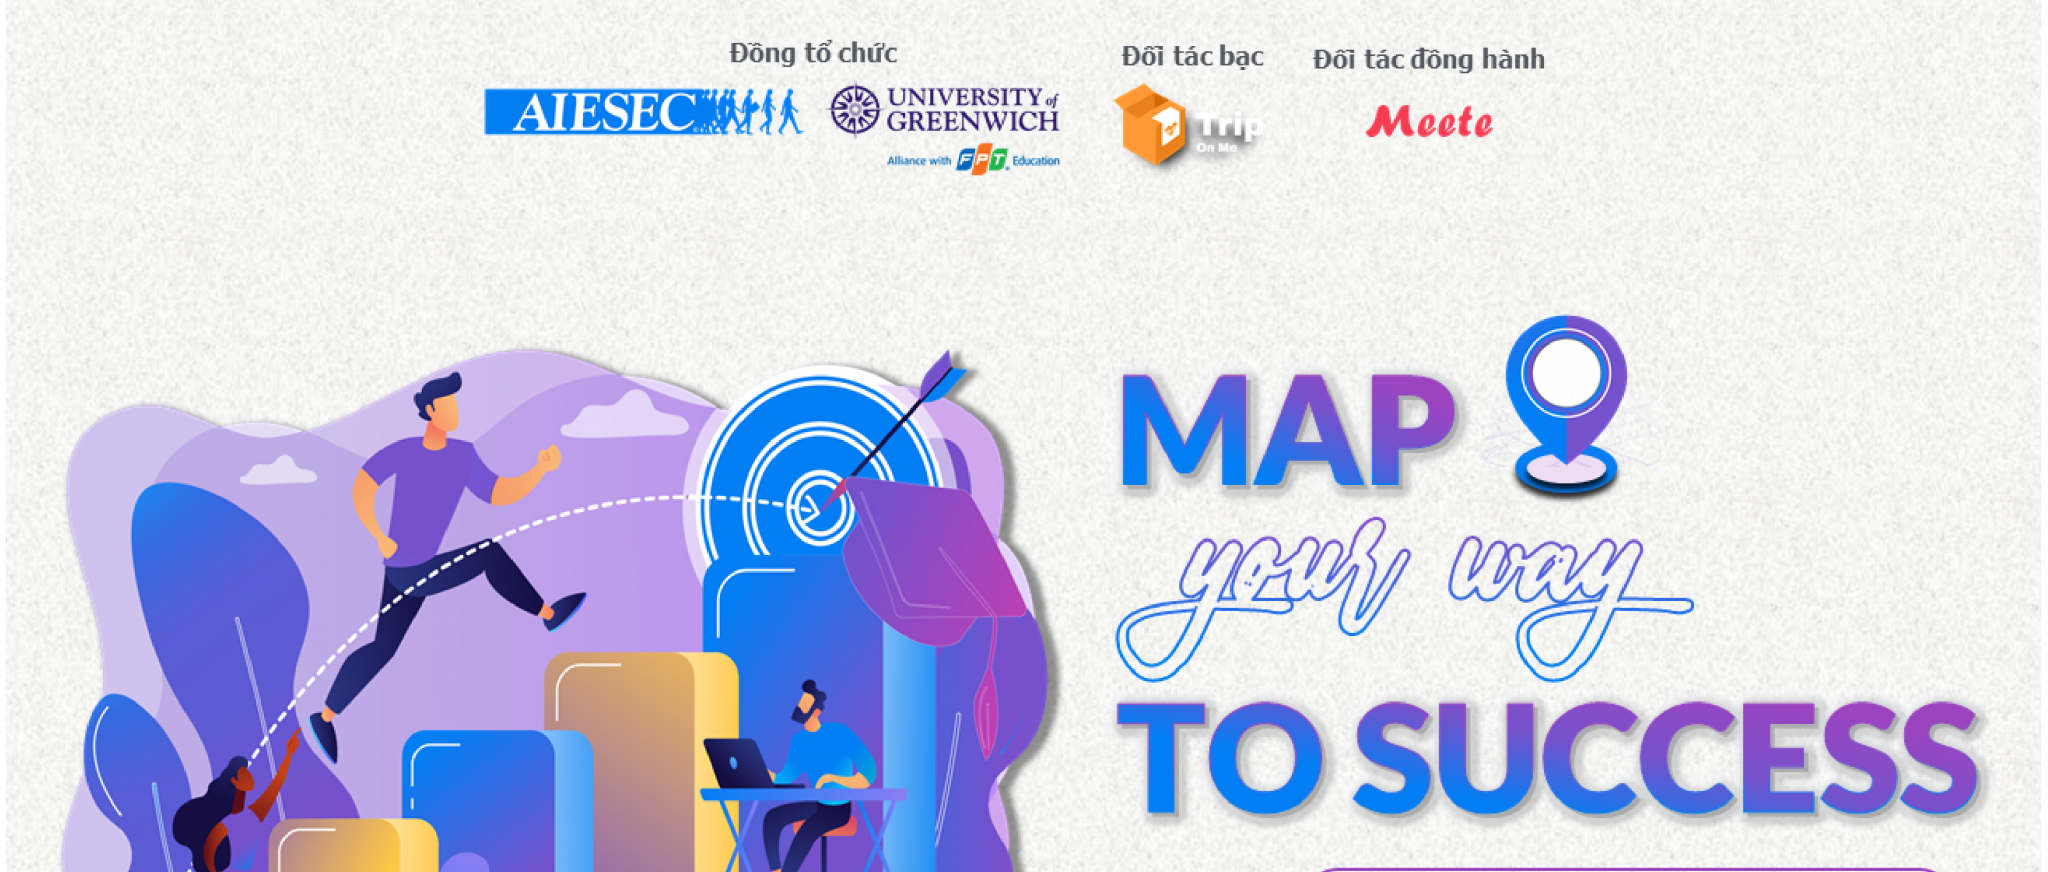 Đồng tổ chức
Đối tác bạc
Đối tác đồng hành
AIESEC
UNIVERSITY of
GREENWICH
Alliance with FPT Education
Trip
On Me
Meete
MAP
your way
TO SUCCESS